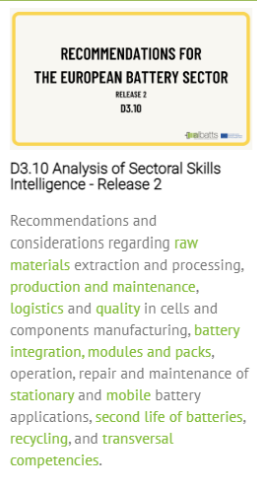 RECOMMENDATIONS FOR
THE EUROPEAN BATTERY SECTOR
RELEASE 2
D3.10
albatts
D3.10 Analysis of Sectoral Skills
Intelligence - Release 2
Recommendations and
considerations regarding raw
materials extraction and processing,
production and maintenance,
logistics and quality in cells and
components manufacturing, battery
integration, modules and packs,
operation, repair and maintenance of
stationary and mobile battery
applications, second life of batteries,
recycling, and transversal
competencies.